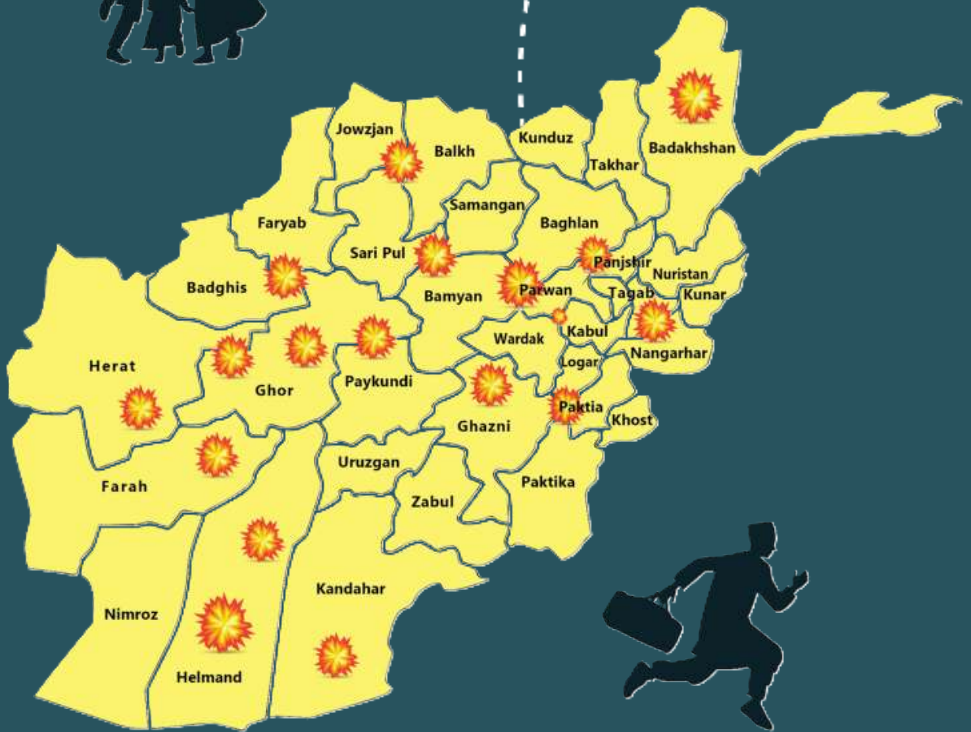 Jowzjan
Balkh
Kunduz
Takhar
Badakhshan
Samangan
Faryab
Baghlan
Sari Pul
Panjshir
Nuristan
Badghis
Bamyan
Parwan
Tagab
Kunar
Wardak
Kabul
Nangarhar
Herat
Logar
Ghor
Paykundi
Paktia
Khost
Ghazni
Uruzgan
Paktika
Farah
Zabul
Kandahar
Nimroz
Helmand